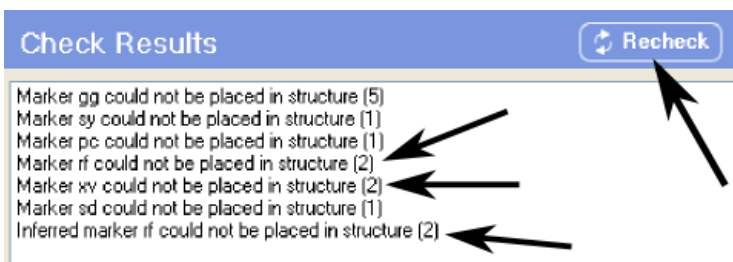 Check Results
Recheck
Marker gg could not be placed in structure (5)
Marker sy could not be placed in structure (1)
Marker pc could not be placed in structure (1)
Marker rf could not be placed in structure (2)
Marker xv could not be placed in structure (2)
Marker sd could not be placed in structure (1)
Inferred marker rf could not be placed in structure (2)